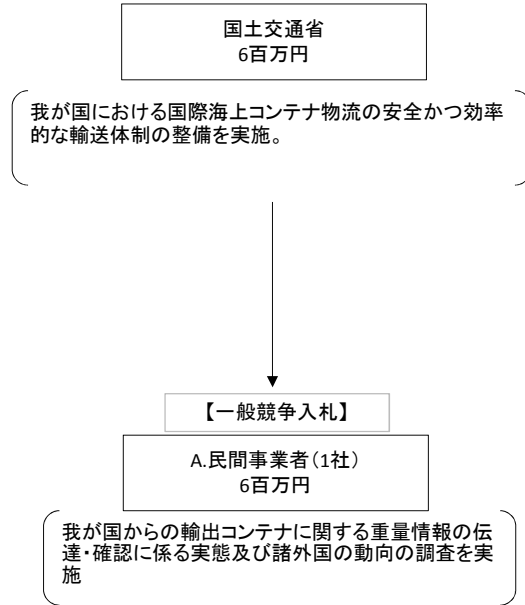 国土交通省
6百万円
我が国における国際海上コンテナ物流の安全かつ効率
的な輸送体制の整備を実施。
【一般競争入札】
A.民間事業者（1社）
6百万円
我が国からの輸出コンテナに関する重量情報の伝
達・確認に係る実態及び諸外国の動向の調査を実
施